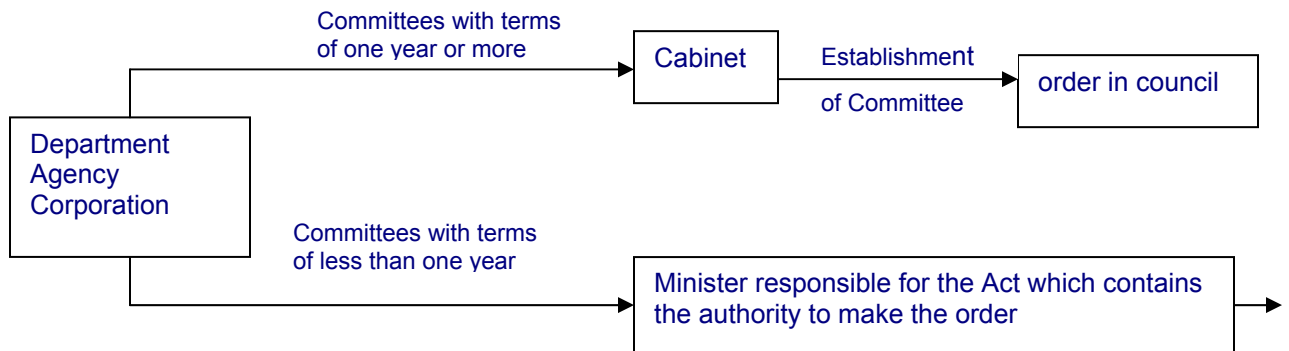 Committees with terms
of one year or more
Cabinet
Establishment
of Committee
order in council
Department
Agency
Corporation
Committees with terms
of less than one year
Minister responsible for the Act which contains
the authority to make the order